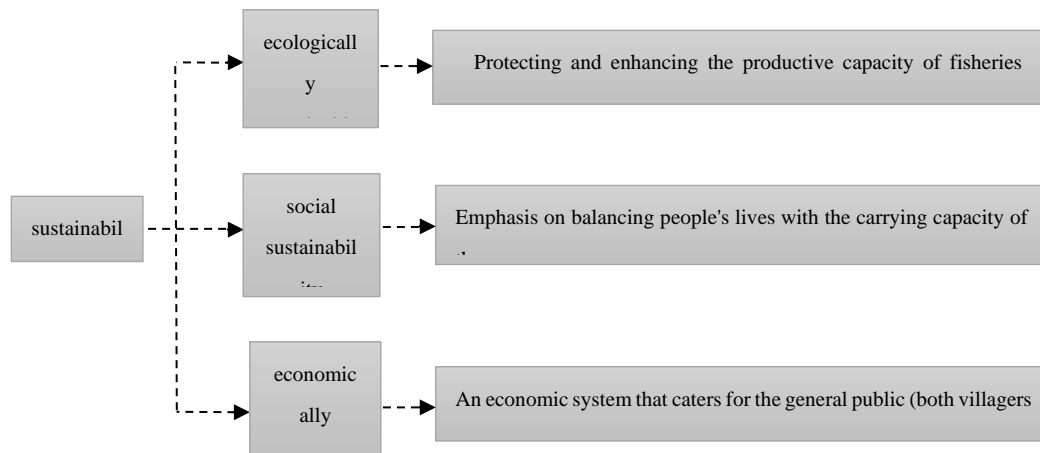 ecologicall
y
Protecting and enhancing the productive capacity of fisheries
sustainabil
social
sustainabil
Emphasis on balancing people's lives with the carrying capacity of
economic
ally
An economic system that caters for the general public (both villagers